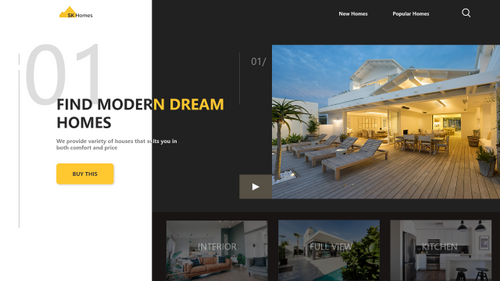 SK Homes
New Homes
Popular Homes
01
01/
FIND MODERN DREAM
HOMES
We provide variety of houses that suits you in
both comfort and price
BUY THIS
INTERIOR
FULL VIEW
KITCHEN